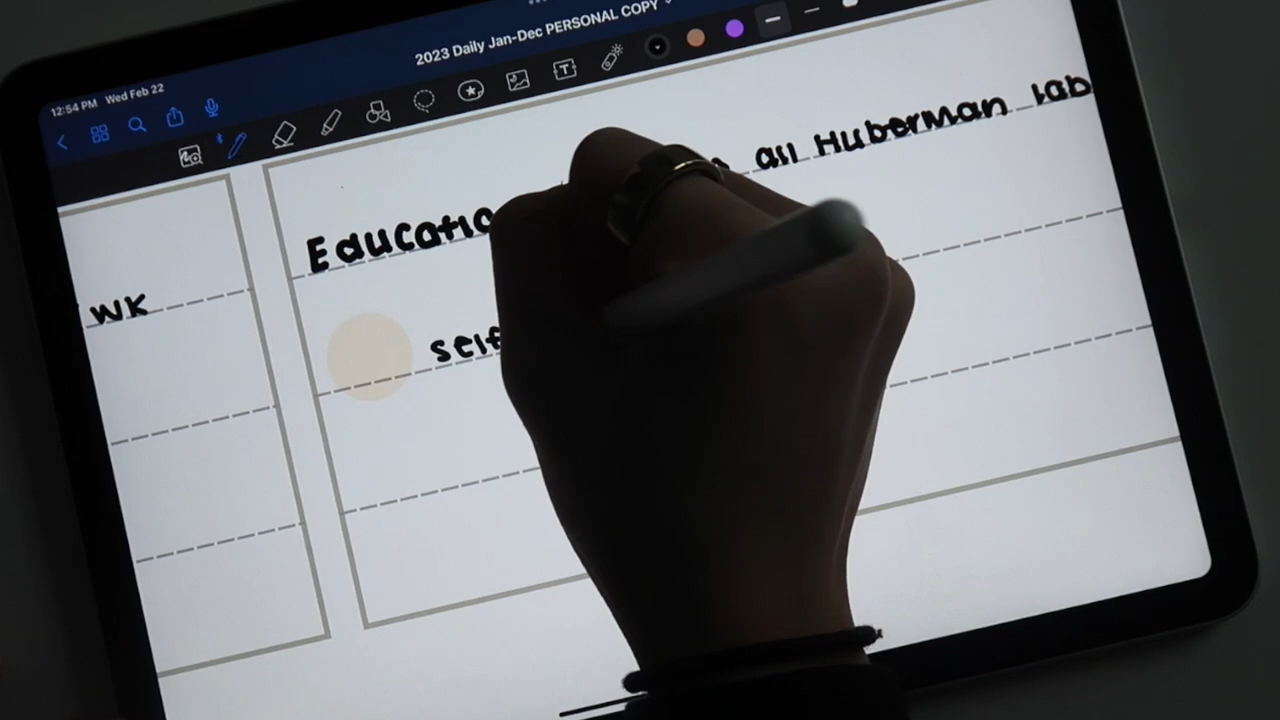 2023 Daily Jan-Dec PERSONAL COPY
12:54 PM Wed Feb 22
T
all Huberman lab
Educatio
WK
self